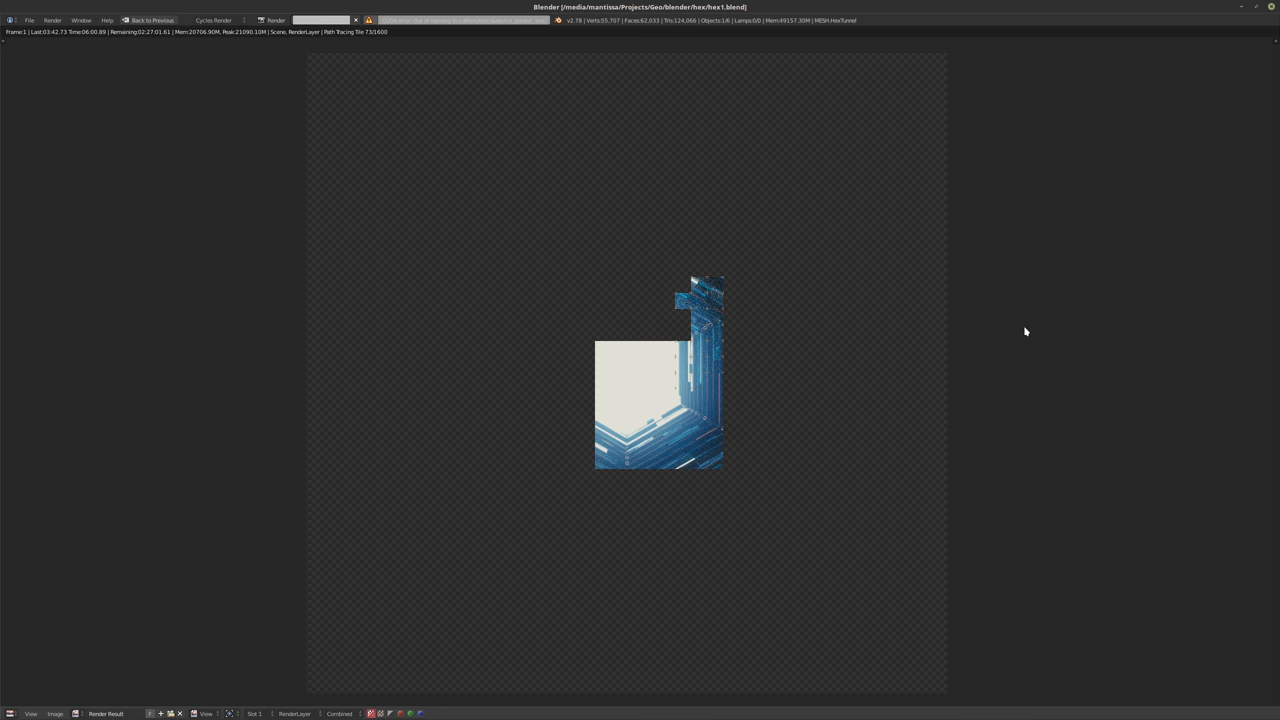 Blender [/media/mantissa/Projects/Geo/blender/hex/hex1.blend]
File Render Window Help Back to Previous Cycles Render Render v2.78 | Verts:55,707 | Faces:62,033 | Tris:124,066 | Objects:1/6 | Lamps:0/0 | Mem:49157.30M | MESH.HexTunnel
Frame:1 | Last:03:42.73 Time:06:00.89 | Remaining:02:27:01.61 | Mem:20706.90M, Peak:21090.10M | Scene, RenderLayer | Path Tracing Tile 73/1600
View Image Render Result F View Slot 1 RenderLayer Combined